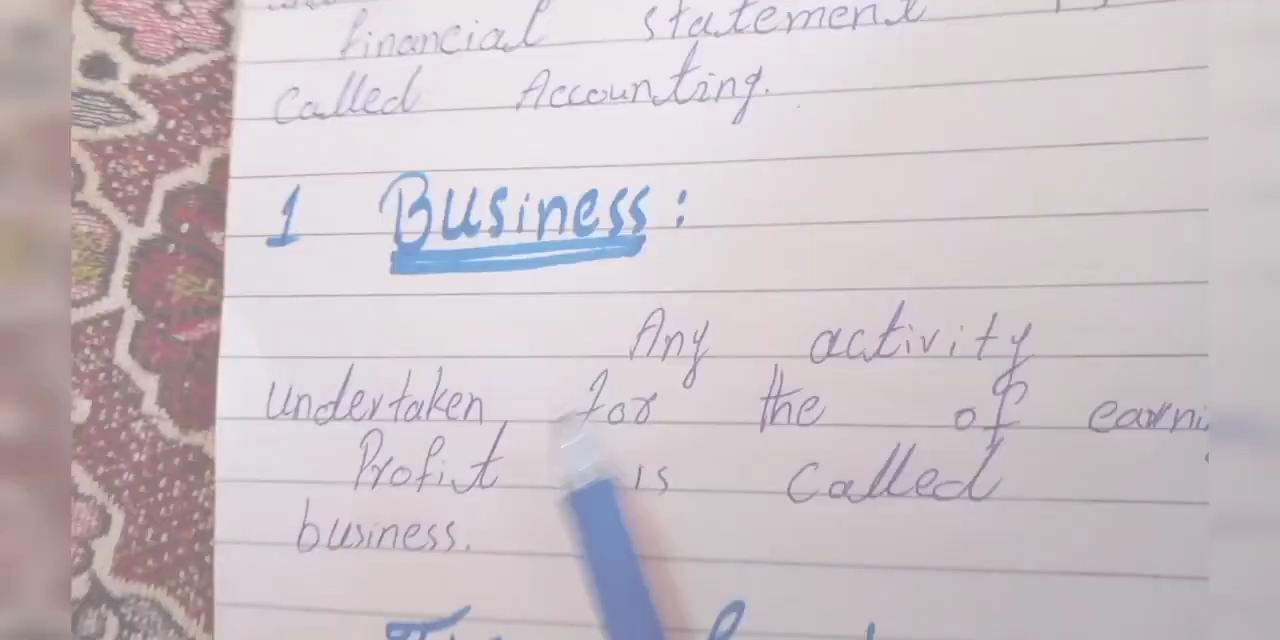 financial statement
called Accounting.
1 Business:
Any activity
undertaken for the of earni
Profit is called
business.